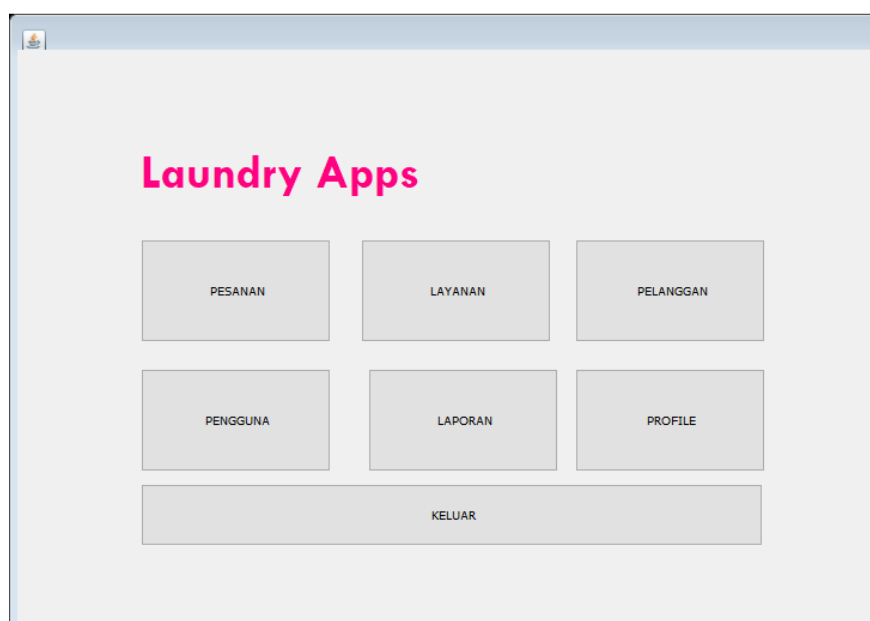 Laundry Apps
PESANAN LAYANAN PELANGGAN
PENGGUNA LAPORAN PROFILE
KELUAR